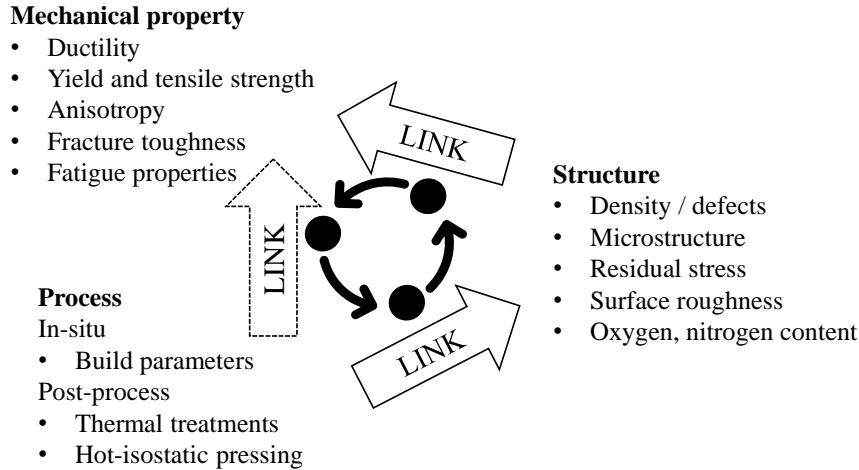 Mechanical property
• Ductility
• Yield and tensile strength
• Anisotropy
• Fracture toughness
• Fatigue properties
LINK
Structure
• Density / defects
• Microstructure
• Residual stress
• Surface roughness
• Oxygen, nitrogen content
LINK
LINK
Process
In-situ
• Build parameters
Post-process
• Thermal treatments
• Hot-isostatic pressing